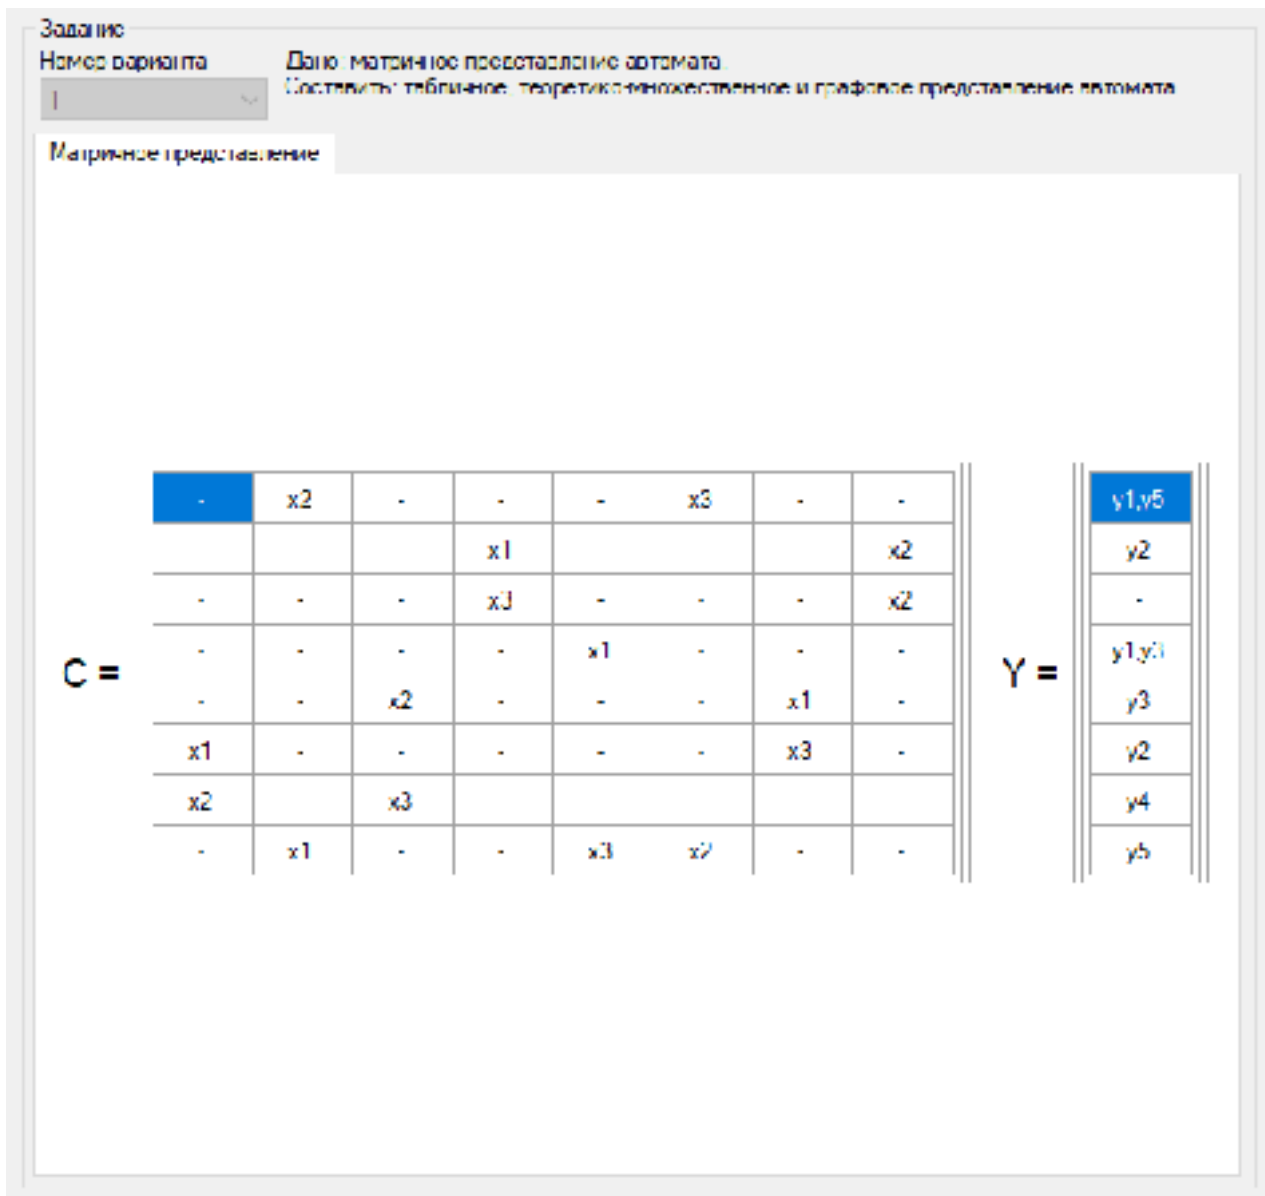 Задание
Номер варианта
Дано: матричное представление автомата
1
Составить: табличное, теоретико-множественное и графовое представление автомата
Матричное представление
- x2 - - - x3 - - y1,y5
x1 x2 y2
- - - x3 - - - x2 -
- - - - x1 - - - y1,y3
C = Y =
- - x2 - - - x1 - y3
x1 - - - - - x3 - y2
x2 x3 y4
- x1 - - x3 x2 - - y5